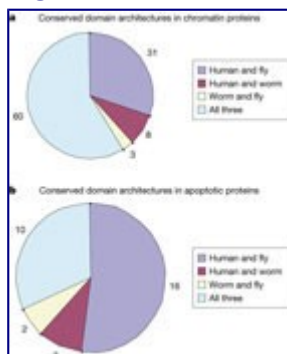 a Conserved domain architectures in chromatin proteins
31
Human and fly
Human and worm
Worm and fly
All three
60
8
3
b Conserved domain architectures in apoptotic proteins
10
Human and fly
Human and worm
Worm and fly
All three
16
2